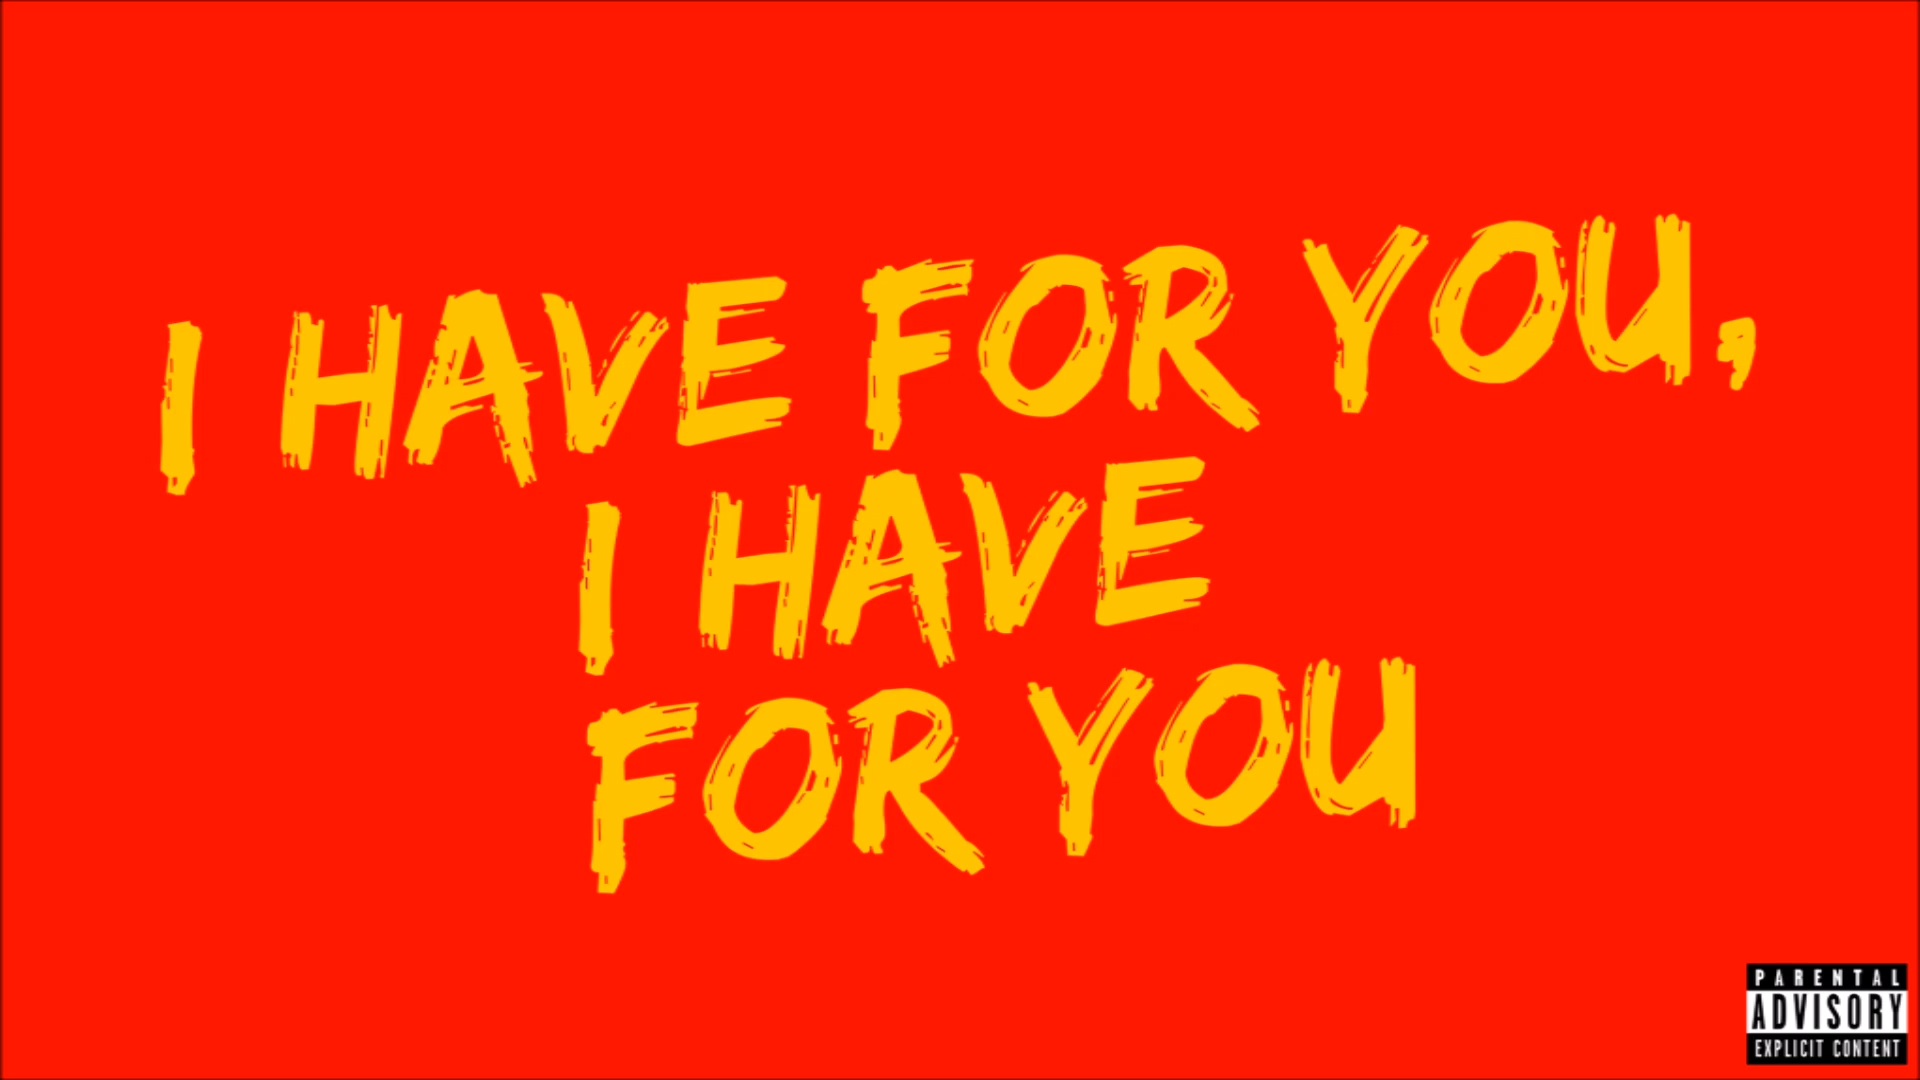 I HAVE FOR YOU,
I HAVE
FOR YOU
PARENTAL
ADVISORY
EXPLICIT CONTENT